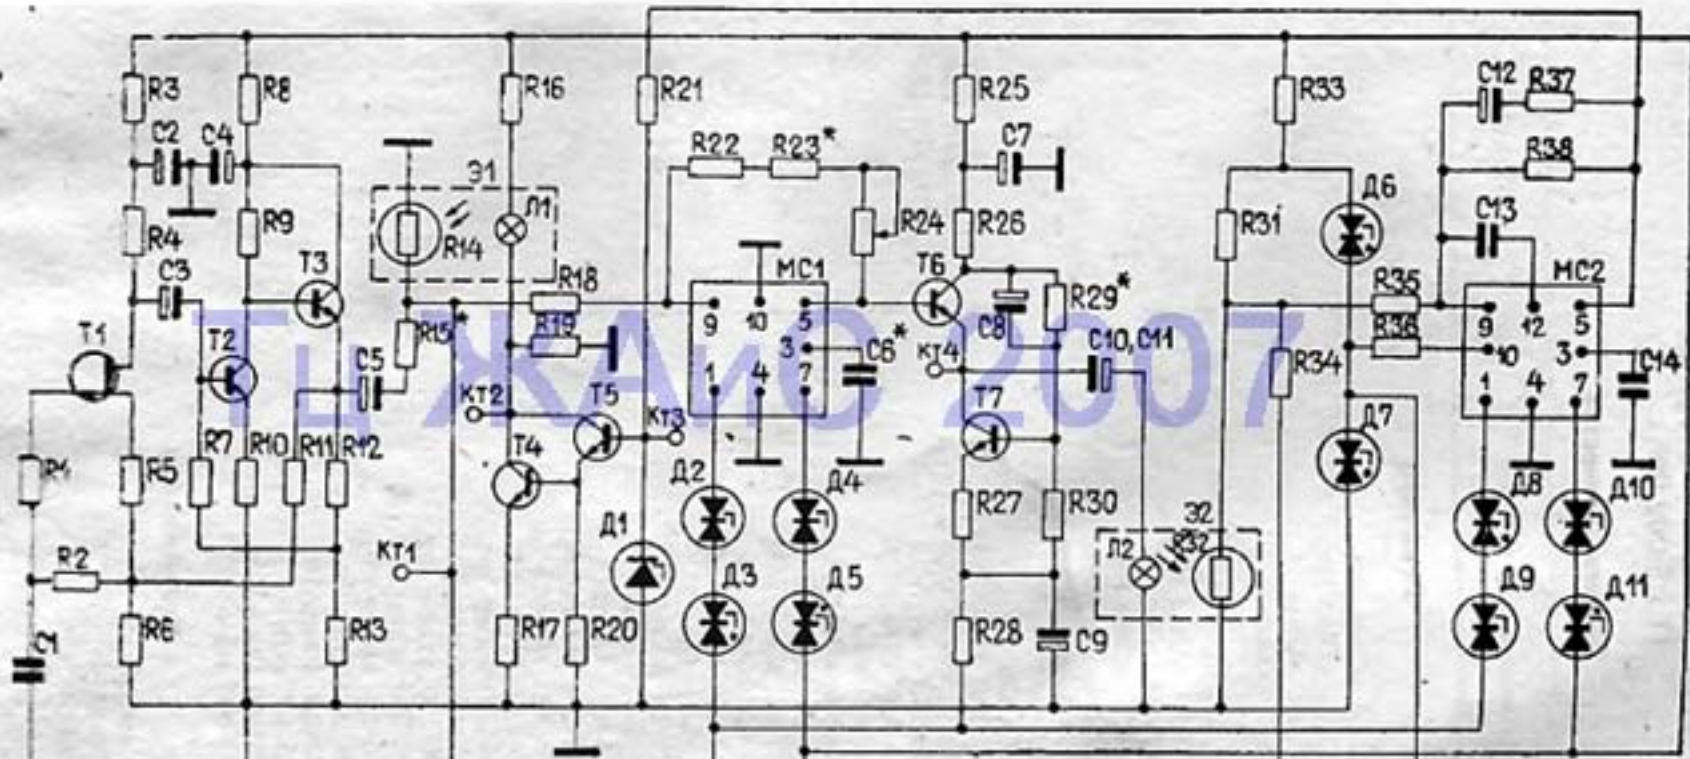 R3
R8
R16
R21
R25
R33
C12
R37
C2
C4
R22
R23*
C7
R38
Э1
Л1
Д6
R4
R9
R14
R24
R26
R31
C13
C3
T3
R18
MC1
T6
R29*
R35
MC2
9
10
5
9
12
5
T1
T2
R15*
R19
3
C6*
C8
C10, C11
R34
R36
10
3
C14
C5
КТ2
T5
КТ3
1
4
7
КТ4
T7
Д7
1
4
7
ТЦ ЖАиС 2007
R1
R5
R7
R10
R11
R12
T4
Д2
Д4
R27
R30
Э2
Д8
Д10
R2
КТ1
Д1
Д3
Д5
Л2
R32
Д9
Д11
R6
R13
R17
R20
R28
C9
C1